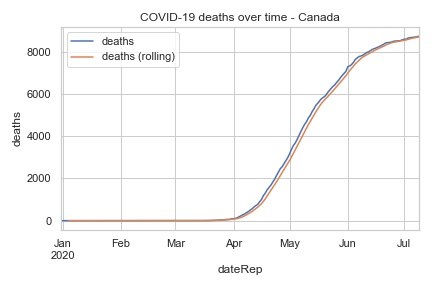 COVID-19 deaths over time - Canada
deaths
deaths (rolling)
8000
6000
4000
2000
0
deaths
Jan Feb Mar Apr May Jun Jul
2020
dateRep